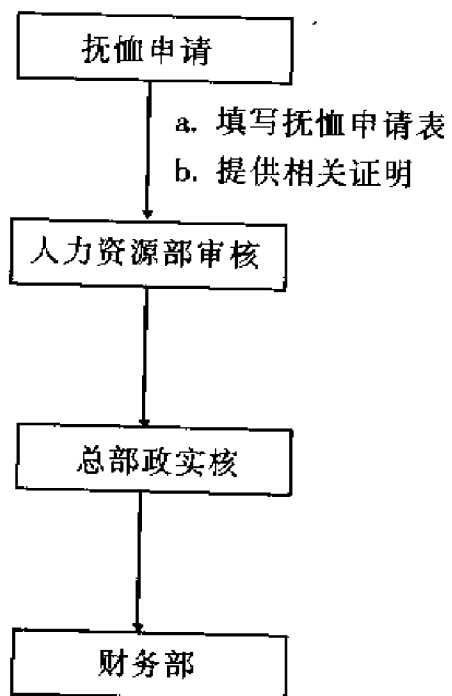 抚恤申请
a. 填写抚恤申请表
b. 提供相关证明
人力资源部审核
总部政实核
财务部